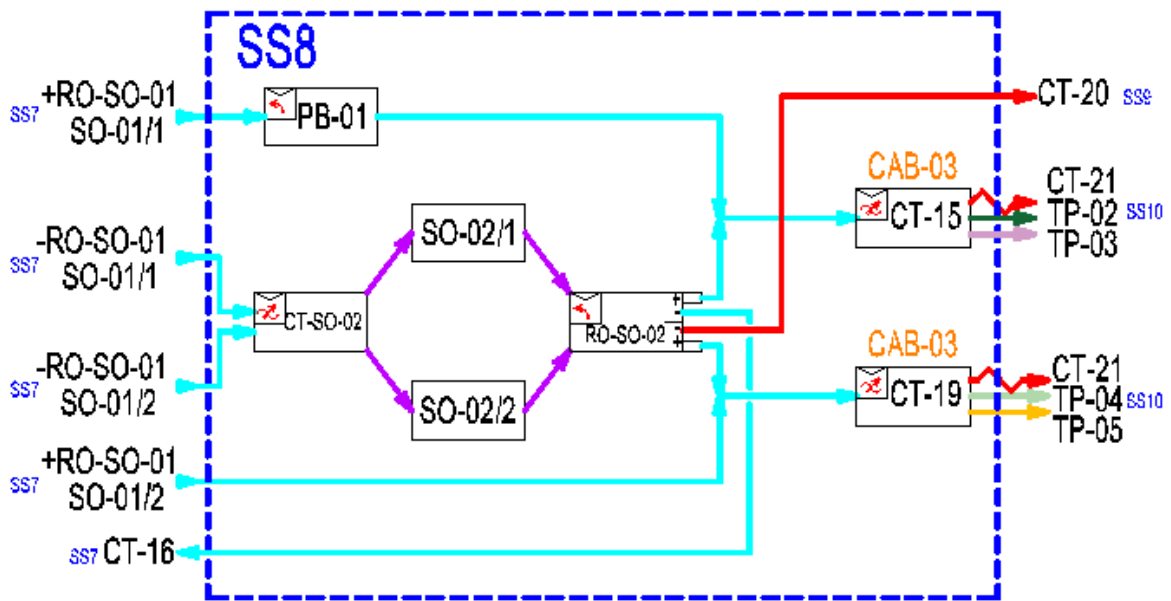 SS8
SS7 +RO-SO-01
SO-01/1
PB-01
CT-20 SS9
CAB-03
CT-15
CT-21
TP-02 SS10
TP-03
SS7 -RO-SO-01
SO-01/1
SO-02/1
CT-SO-02
RO-SO-02
+
-
-
+
SS7 -RO-SO-01
SO-01/2
SO-02/2
CAB-03
CT-19
CT-21
TP-04 SS10
TP-05
SS7 +RO-SO-01
SO-01/2
SS7 CT-16